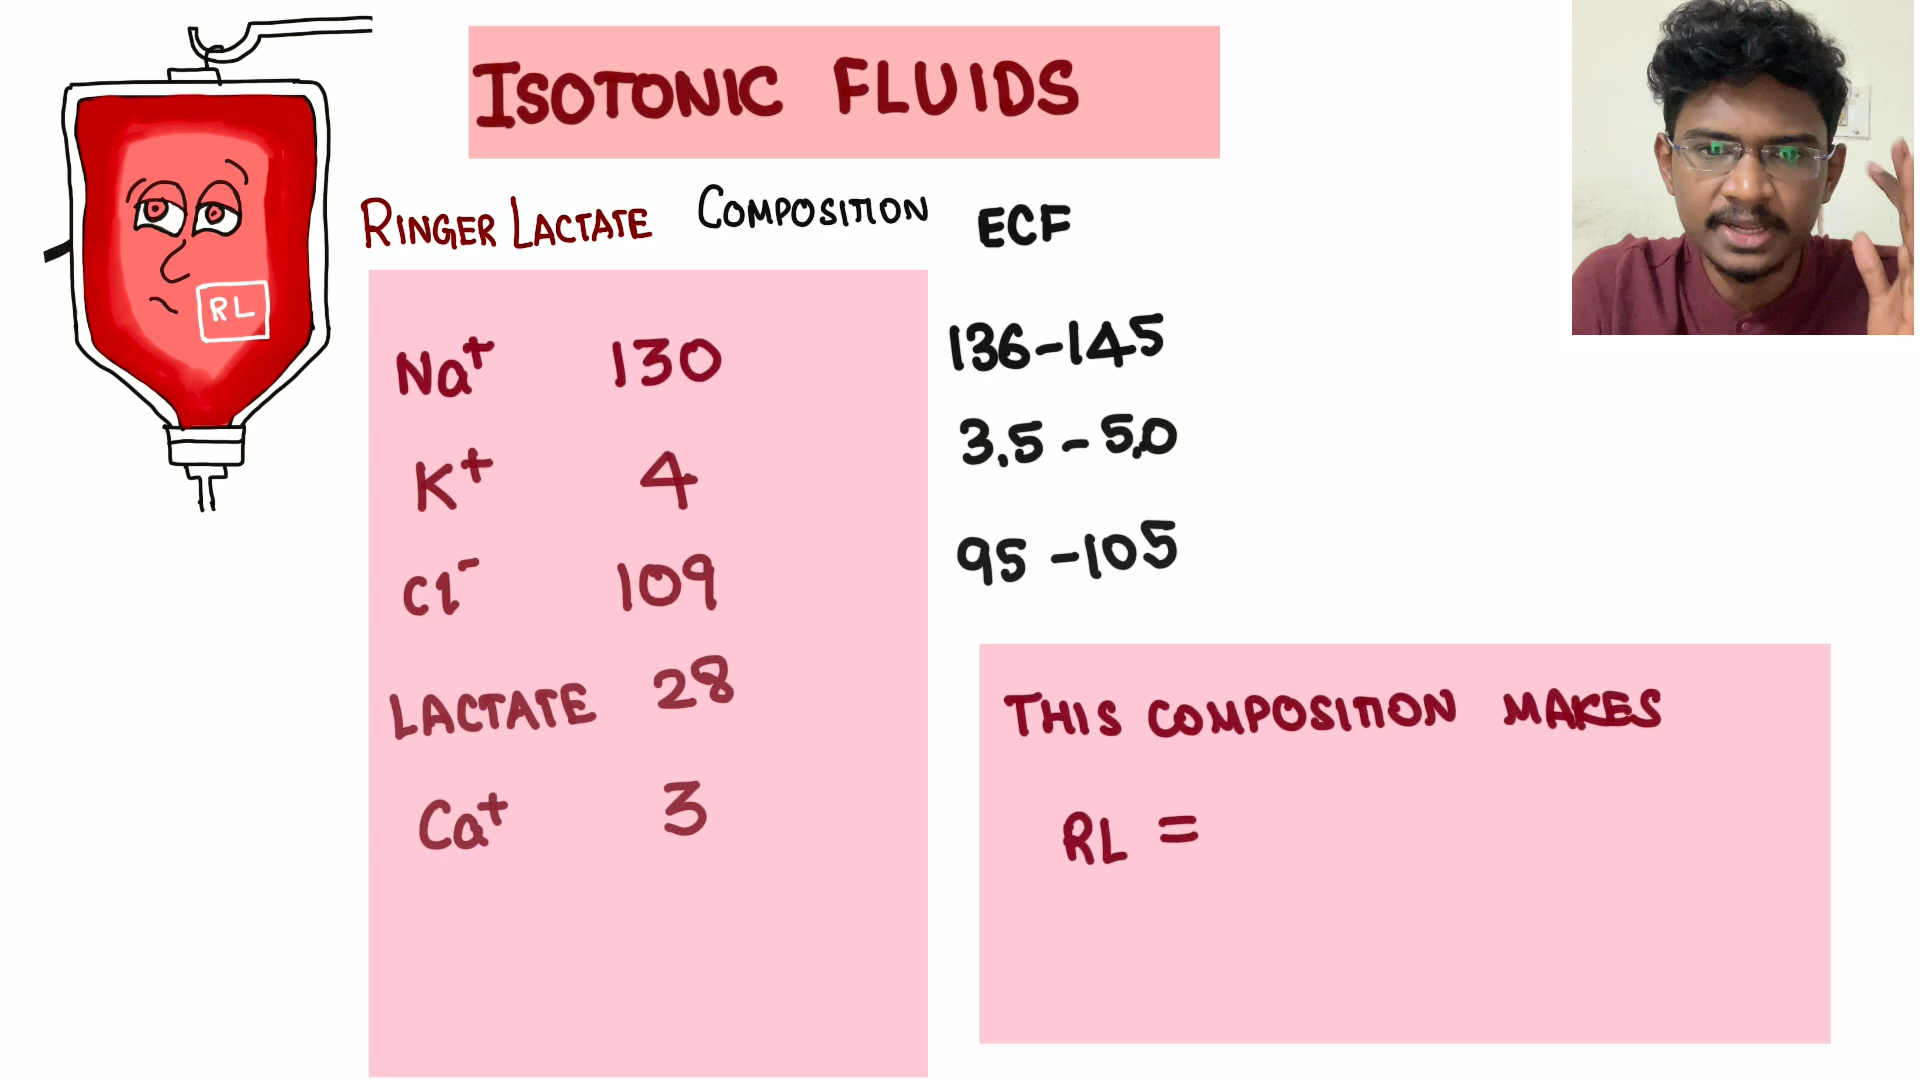 ISOTONIC FLUIDS
RINGER LACTATE COMPOSITION ECF
RL
Na+ 130 136-145
K+ 4 3.5 - 5.0
Cl- 109 95 -105
LACTATE 28
Ca+ 3
THIS COMPOSITION MAKES
RL =